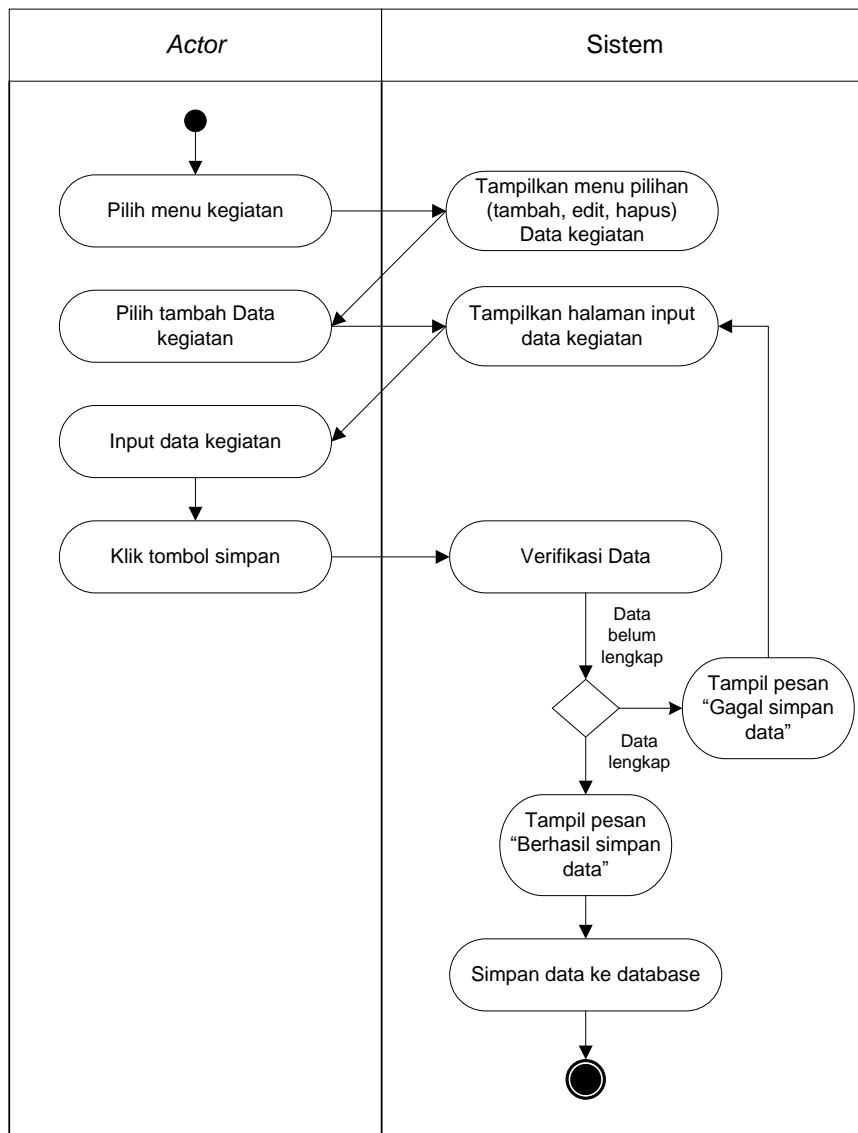 Actor
Sistem
Pilih menu kegiatan
Tampilkan menu pilihan
(tambah, edit, hapus)
Data kegiatan
Pilih tambah Data
kegiatan
Tampilkan halaman input
data kegiatan
Input data kegiatan
Klik tombol simpan
Verifikasi Data
Data
belum
lengkap
Tampil pesan
“Gagal simpan
data”
Data
lengkap
Tampil pesan
“Berhasil simpan
data”
Simpan data ke database